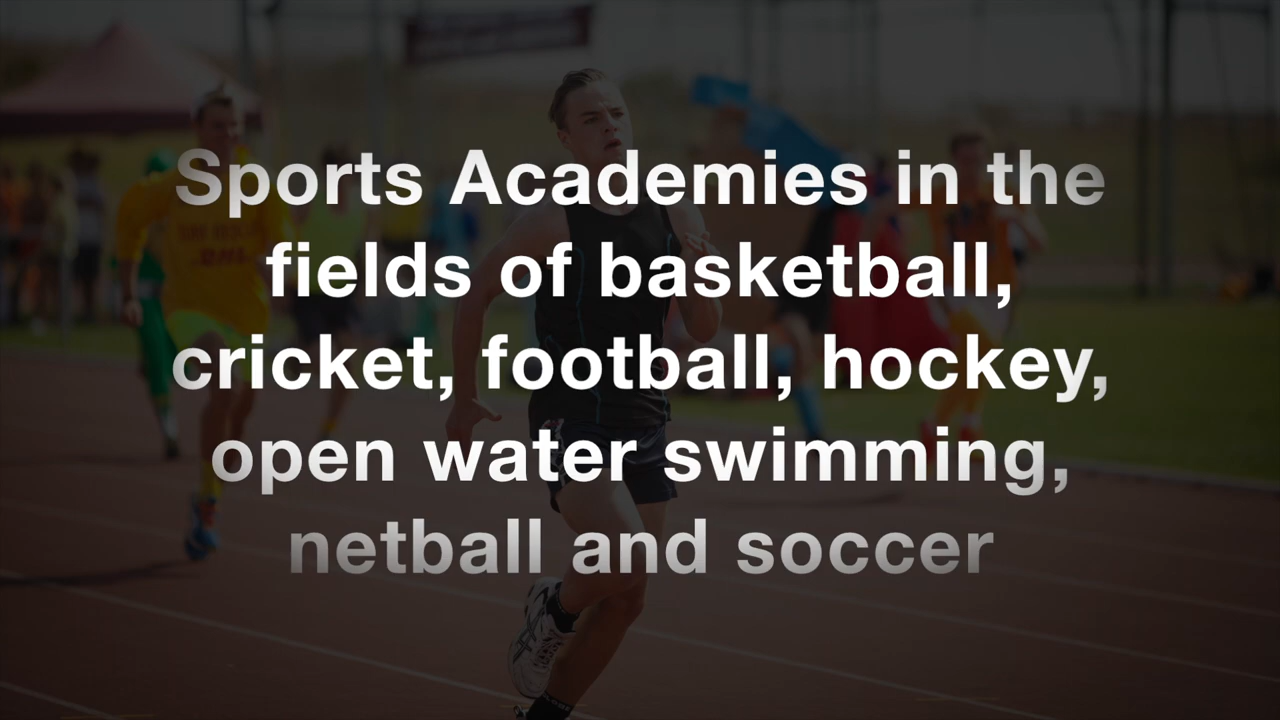 Sports Academies in the
fields of basketball,
cricket, football, hockey,
open water swimming,
netball and soccer